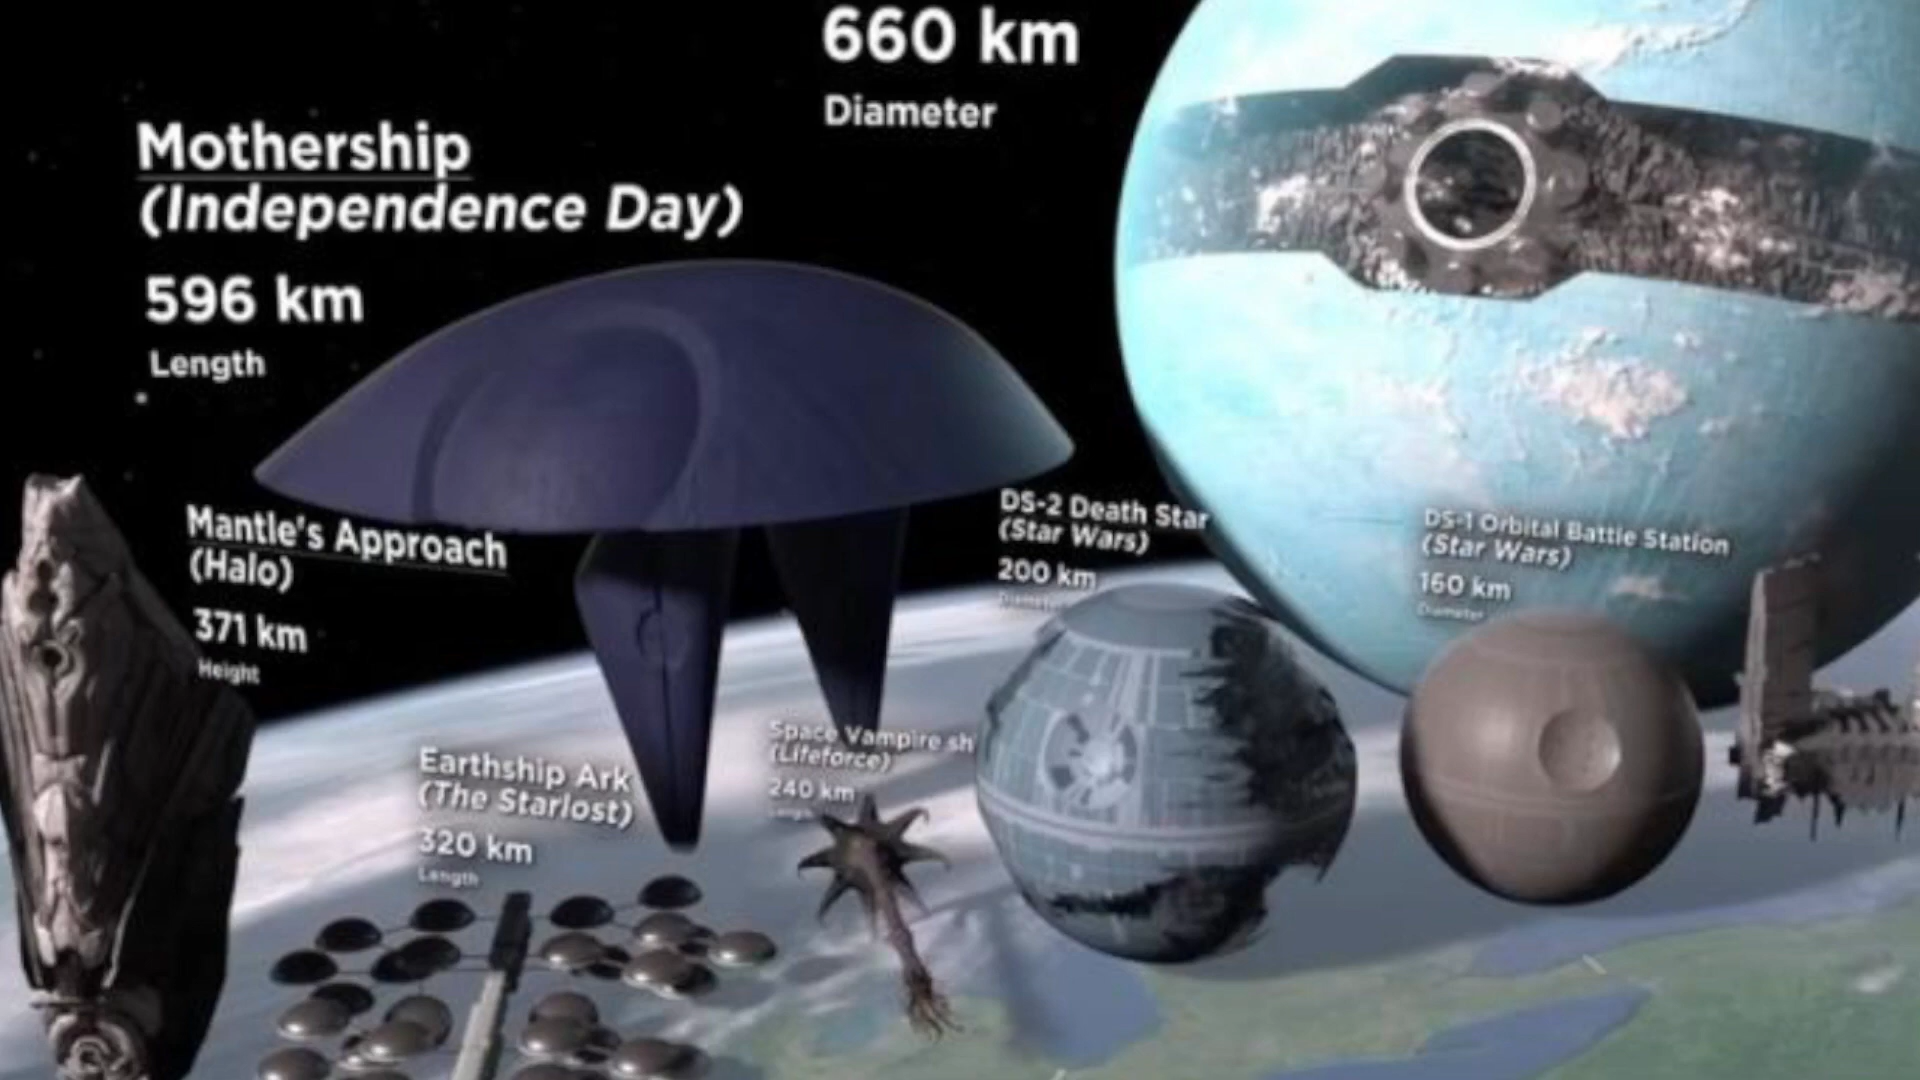 660 km
Diameter
Mothership
(Independence Day)
596 km
Length
Mantle's Approach
(Halo)
371 km
Height
DS-2 Death Star
(Star Wars)
200 km
Diameter
DS-1 Orbital Battle Station
(Star Wars)
160 km
Diameter
Earthship Ark
(The Starlost)
320 km
Length
Space Vampire sh
(Lifeforce)
240 km
Length